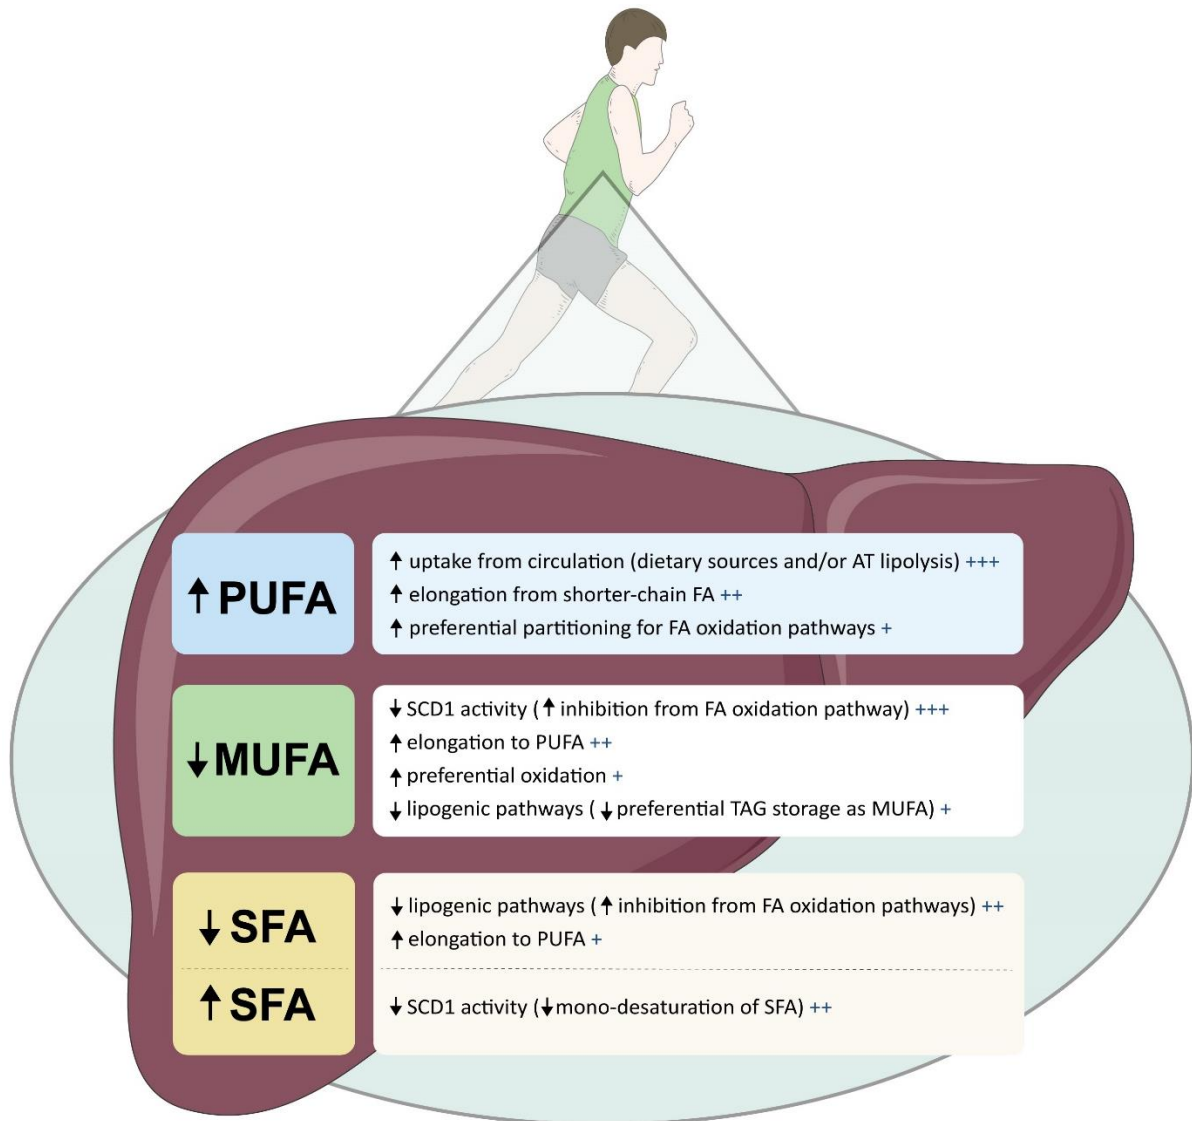 ↑ PUFA
↑ uptake from circulation (dietary sources and/or AT lipolysis) +++
↑ elongation from shorter-chain FA ++
↑ preferential partitioning for FA oxidation pathways +
↓ MUFA
↓ SCD1 activity (↑ inhibition from FA oxidation pathway) +++
↑ elongation to PUFA ++
↑ preferential oxidation +
↓ lipogenic pathways (↓ preferential TAG storage as MUFA) +
↓ SFA
↓ lipogenic pathways (↑ inhibition from FA oxidation pathways) ++
↑ elongation to PUFA +
↑ SFA
↓ SCD1 activity (↓ mono-desaturation of SFA) ++